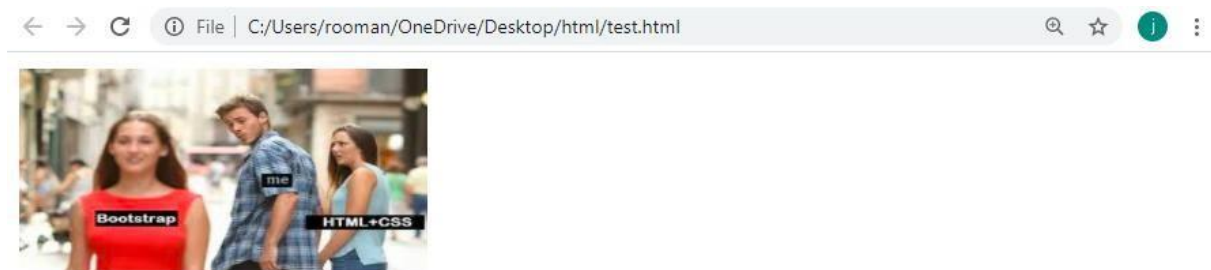 File | C:/Users/rooman/OneDrive/Desktop/html/test.html j
me
Bootstrap
HTML+CSS